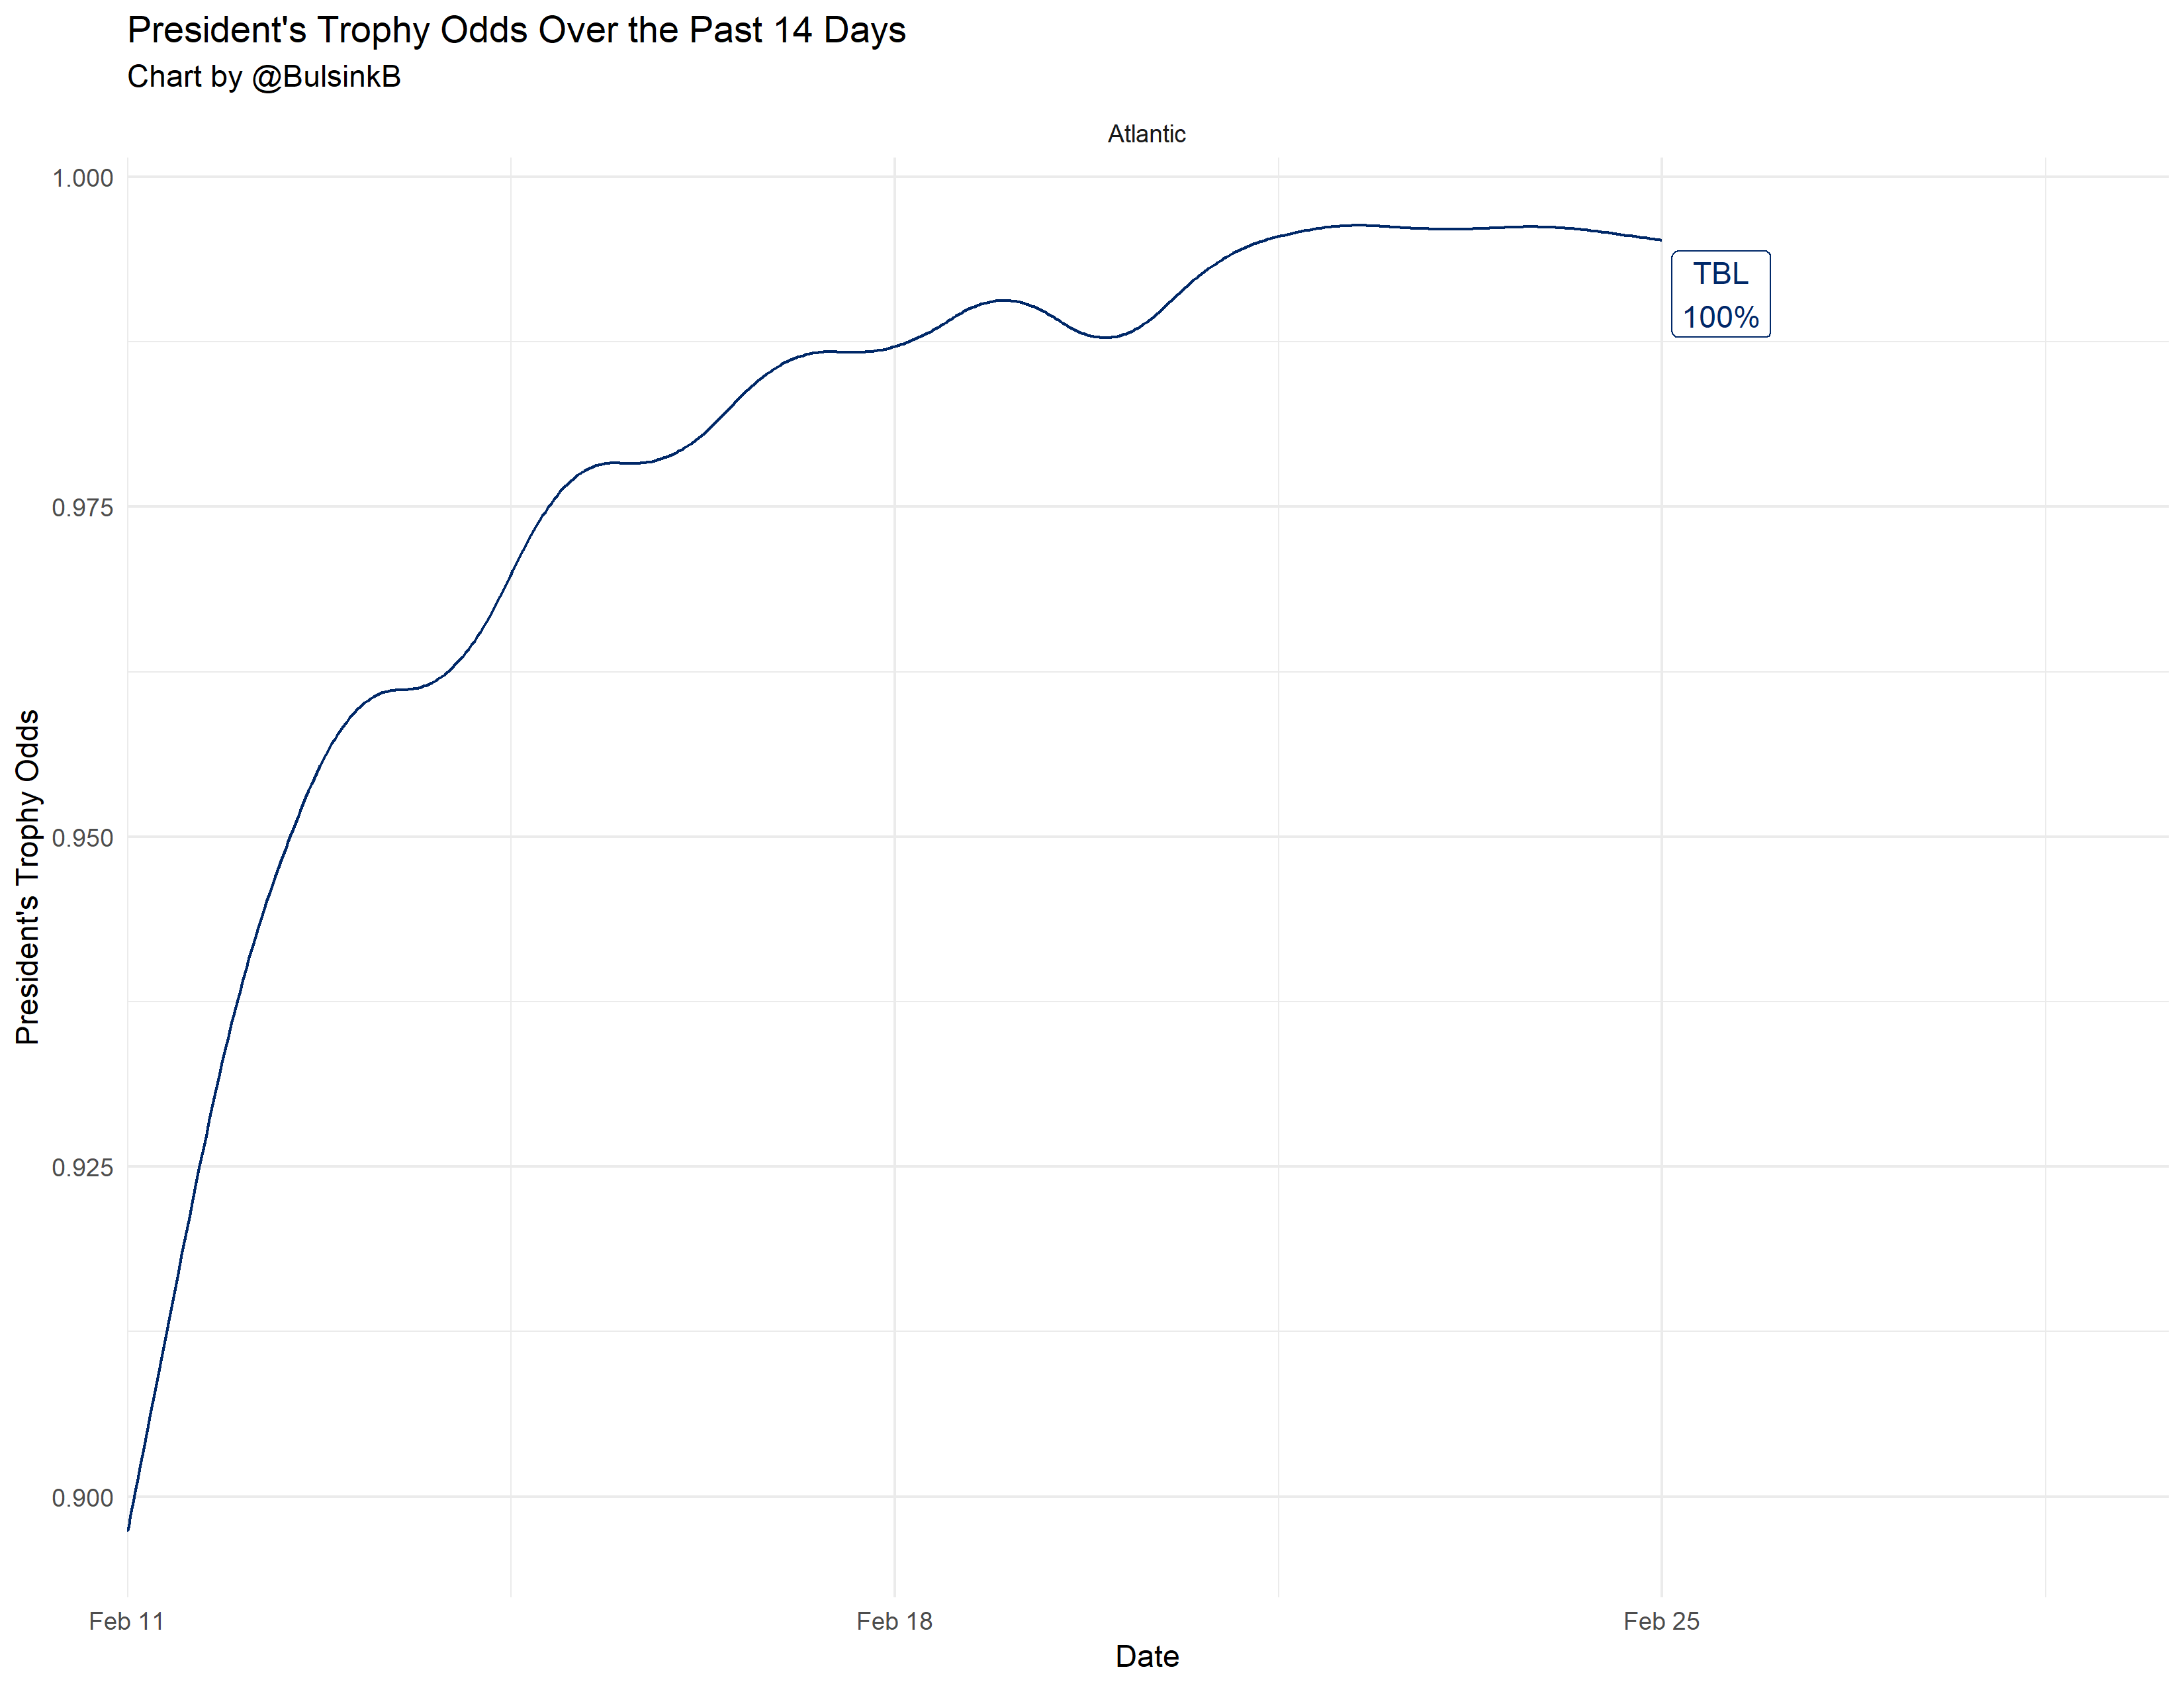 President's Trophy Odds Over the Past 14 Days
Chart by @BulsinkB
Atlantic
1.000
0.975
0.950
0.925
0.900
President's Trophy Odds
TBL
100%
Feb 11
Feb 18
Feb 25
Date